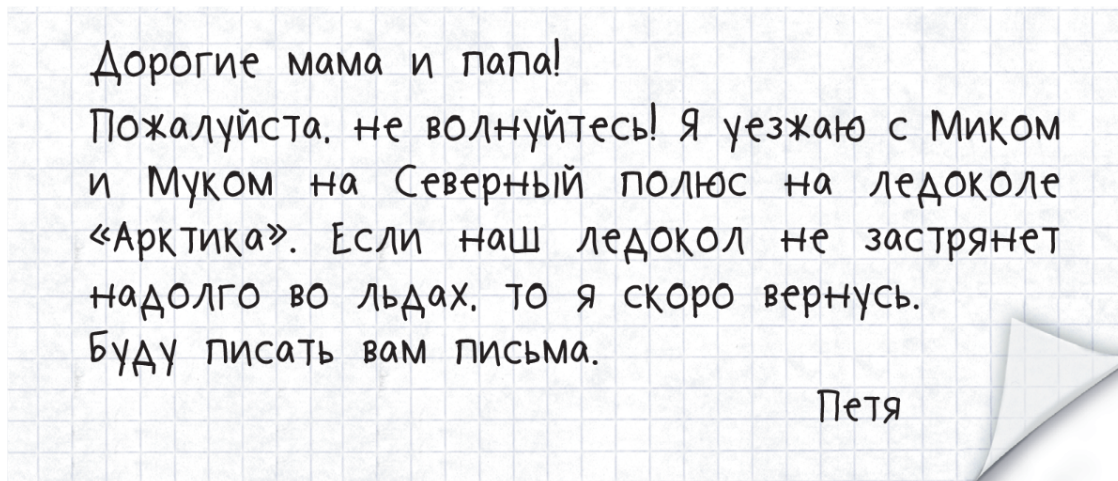 Дорогие мама и папа!
Пожалуйста, не волнуйтесь! Я уезжаю с Миком
и Муком на Северный полюс на ледоколе
«Арктика». Если наш ледокол не застрянет
надолго во льдах, то я скоро вернусь.
Буду писать вам письма.
Петя